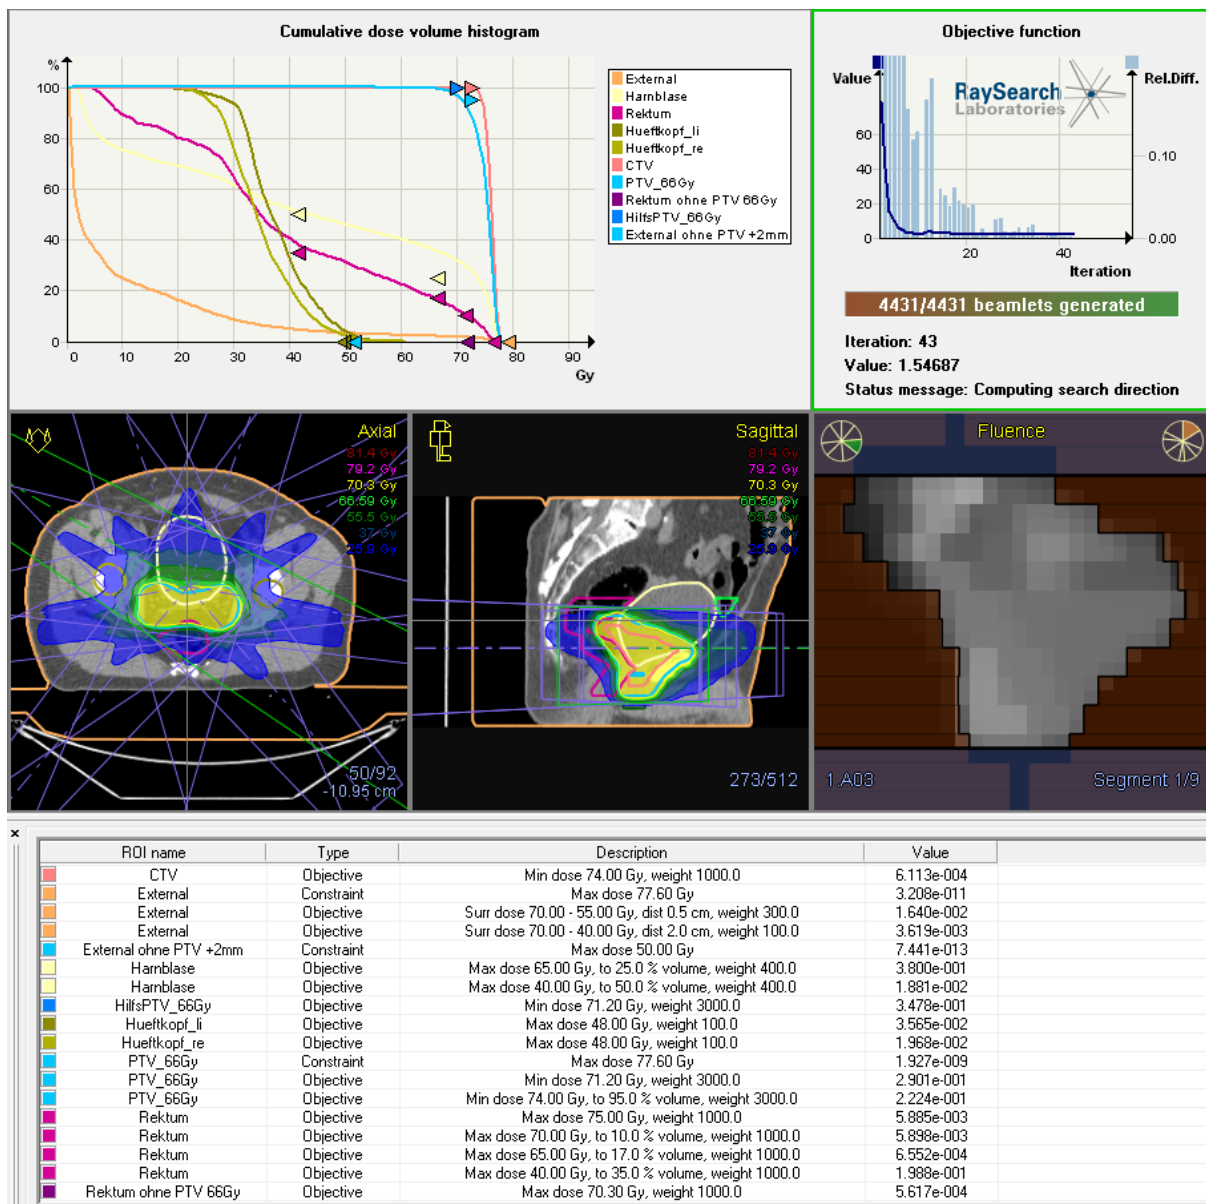 Cumulative dose volume histogram
%
100
80
60
40
20
0
0 10 20 30 40 50 60 70 80 90
Gy
External
Harnblase
Rektum
Hueftkopf_li
Hueftkopf_re
CTV
PTV_66Gy
Rektum ohne PTV 66Gy
HilfsPTV_66Gy
External ohne PTV +2mm
Objective function
Value
Rel.Diff.
RaySearch
Laboratories
60
40
20
0
0.10
0.00
20 40
Iteration
4431/4431 beamlets generated
Iteration: 43
Value: 1.54687
Status message: Computing search direction
Axial
81.4 Gy
79.2 Gy
70.3 Gy
66.59 Gy
55.5 Gy
37 Gy
25.9 Gy
50/92
-10.95 cm
Sagittal
81.4 Gy
79.2 Gy
70.3 Gy
66.59 Gy
55.5 Gy
37 Gy
25.9 Gy
273/512
Fluence
1.A03 Segment 1/9
ROI name Type Description Value
CTV Objective Min dose 74.00 Gy, weight 1000.0 6.113e-004
External Constraint Max dose 77.60 Gy 3.208e-011
External Objective Surr dose 70.00 - 55.00 Gy, dist 0.5 cm, weight 300.0 1.640e-002
External Objective Surr dose 70.00 - 40.00 Gy, dist 2.0 cm, weight 100.0 3.619e-003
External ohne PTV +2mm Constraint Max dose 50.00 Gy 7.441e-013
Harnblase Objective Max dose 65.00 Gy, to 25.0 % volume, weight 400.0 3.800e-001
Harnblase Objective Max dose 40.00 Gy, to 50.0 % volume, weight 400.0 1.881e-002
HilfsPTV_66Gy Objective Min dose 71.20 Gy, weight 3000.0 3.478e-001
Hueftkopf_li Objective Max dose 48.00 Gy, weight 100.0 3.565e-002
Hueftkopf_re Objective Max dose 48.00 Gy, weight 100.0 1.968e-002
PTV_66Gy Constraint Max dose 77.60 Gy 1.927e-009
PTV_66Gy Objective Min dose 71.20 Gy, weight 3000.0 2.901e-001
PTV_66Gy Objective Min dose 74.00 Gy, to 95.0 % volume, weight 3000.0 2.224e-001
Rektum Objective Max dose 75.00 Gy, weight 1000.0 5.885e-003
Rektum Objective Max dose 70.00 Gy, to 10.0 % volume, weight 1000.0 5.898e-003
Rektum Objective Max dose 65.00 Gy, to 17.0 % volume, weight 1000.0 6.552e-004
Rektum Objective Max dose 40.00 Gy, to 35.0 % volume, weight 1000.0 1.988e-001
Rektum ohne PTV 66Gy Objective Max dose 70.30 Gy, weight 1000.0 5.617e-004